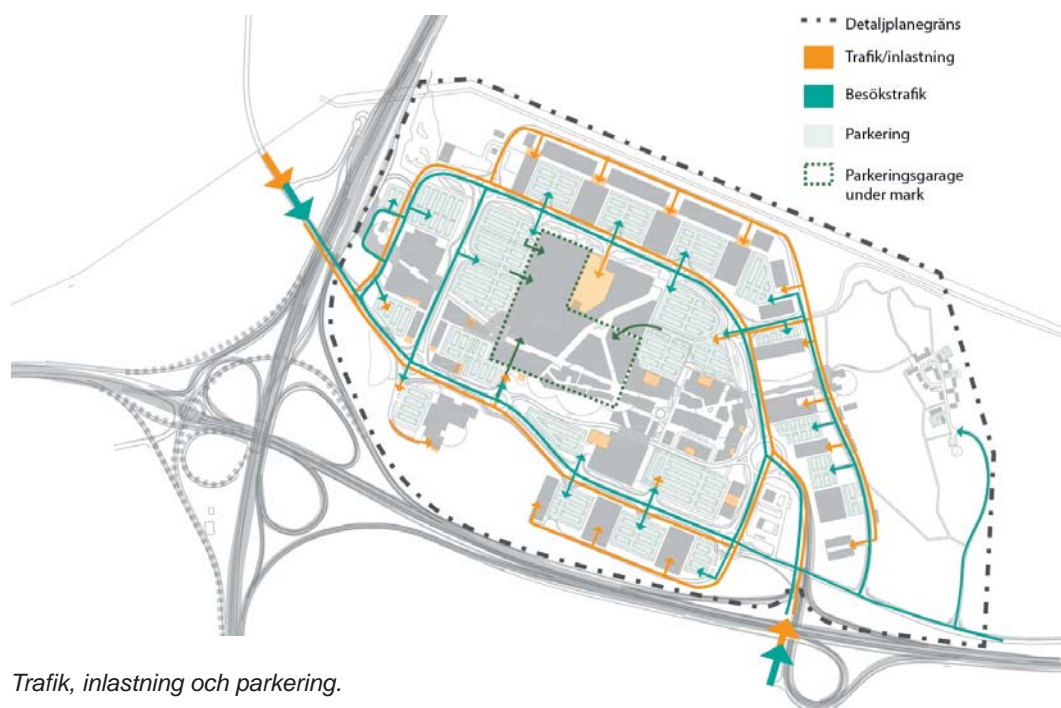 Detaljplanegräns
Trafik/inlastning
Besökstrafik
Parkering
Parkeringsgarage
under mark
Trafik, inlastning och parkering.